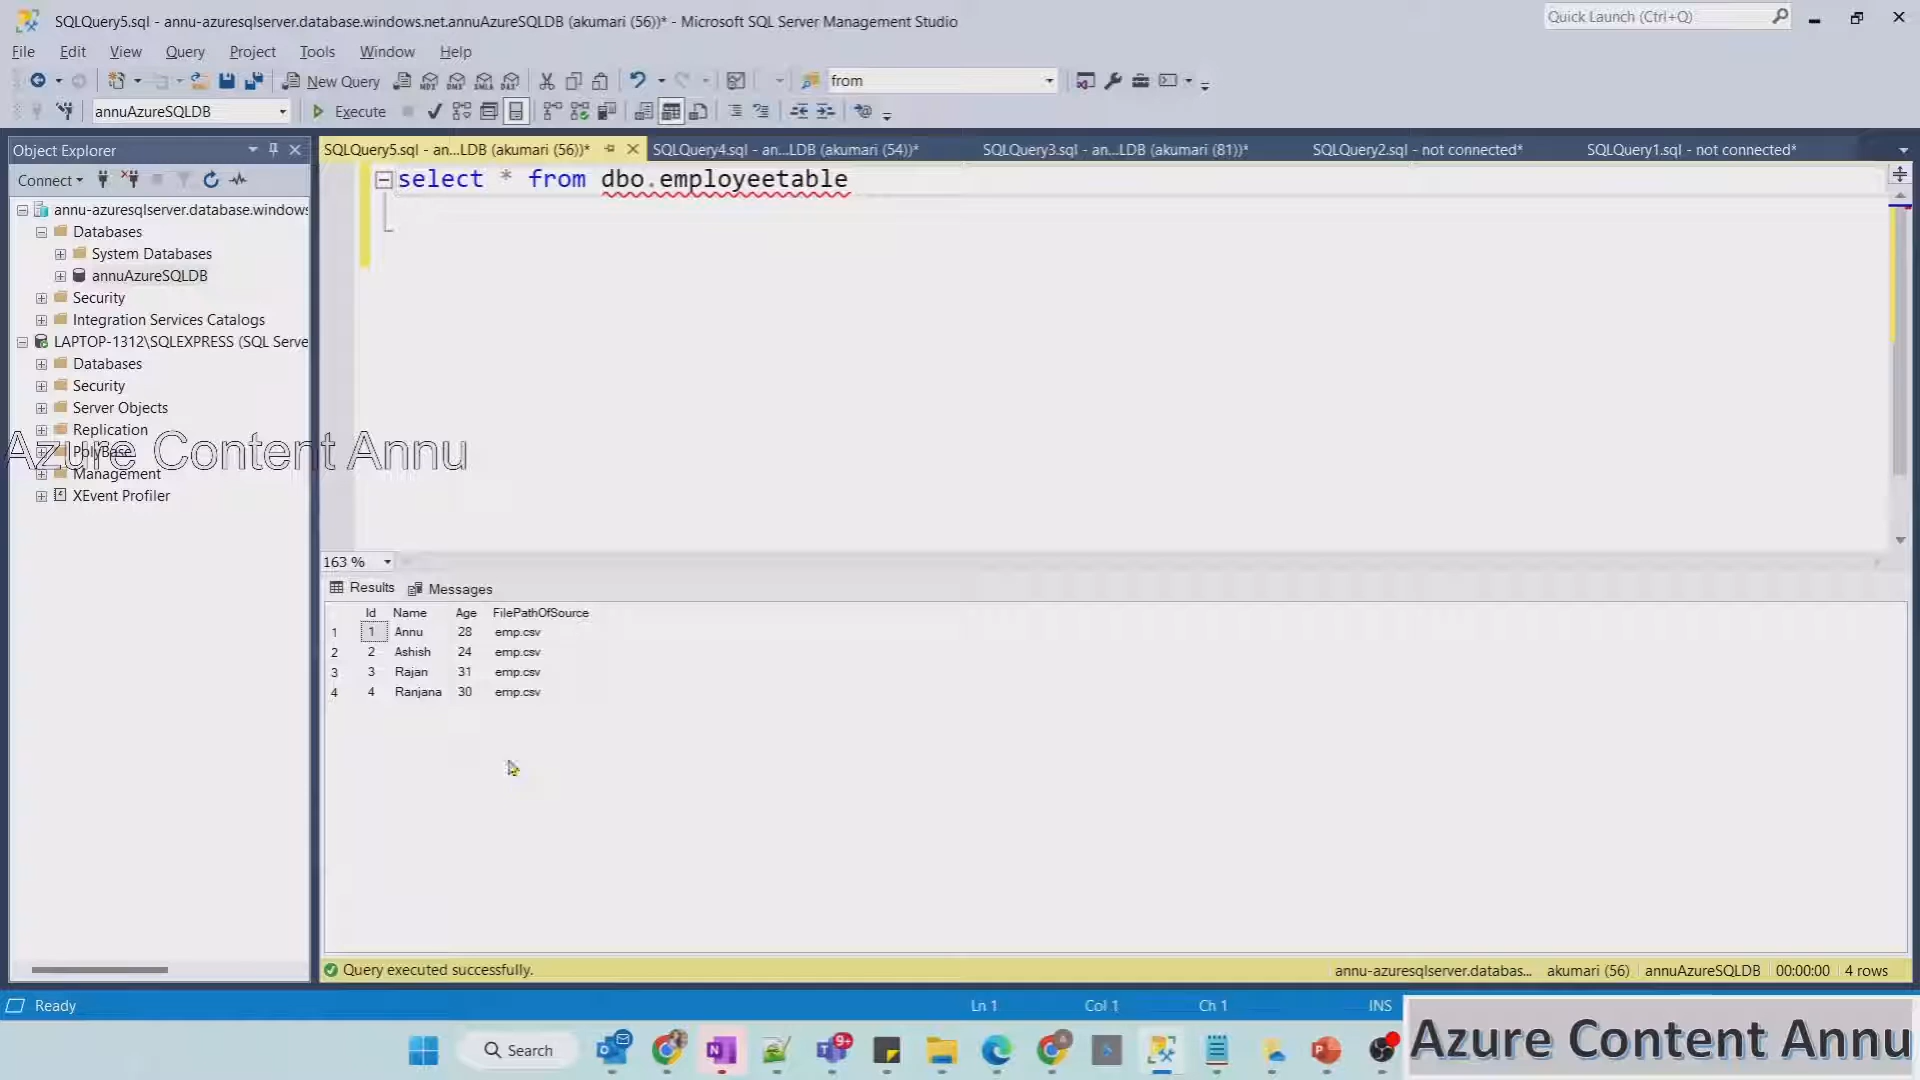 SQLQuery5.sql - annu-azuresqlserver.database.windows.net.annuAzureSQLDB (akumari (56))* - Microsoft SQL Server Management Studio
Quick Launch (Ctrl+Q)
File Edit View Query Project Tools Window Help
New Query
from
annuAzureSQLDB
Execute
Object Explorer
Connect
annu-azuresqlserver.database.windows
Databases
System Databases
annuAzureSQLDB
Security
Integration Services Catalogs
LAPTOP-1312\SQLEXPRESS (SQL Serve
Databases
Security
Server Objects
Replication
PolyBase
Management
XEvent Profiler
Azure Content Annu
SQLQuery5.sql - an...LDB (akumari (56))* SQLQuery4.sql - an...LDB (akumari (54))* SQLQuery3.sql - an...LDB (akumari (81))* SQLQuery2.sql - not connected* SQLQuery1.sql - not connected*
select * from dbo.employeetable
163 %
Results Messages
Id Name Age FilePathOfSource
1 1 Annu 28 emp.csv
2 2 Ashish 24 emp.csv
3 3 Rajan 31 emp.csv
4 4 Ranjana 30 emp.csv
Query executed successfully. annu-azuresqlserver.databas... akumari (56) annuAzureSQLDB 00:00:00 4 rows
Ready Ln 1 Col 1 Ch 1 INS
Search
9+
Azure Content Annu